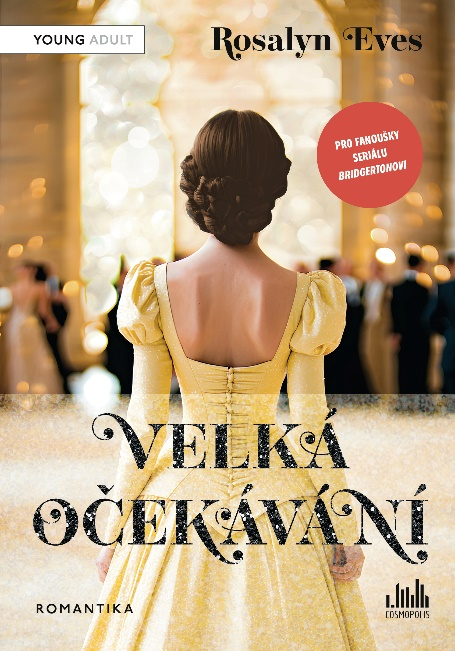 YOUNG ADULT
Rosalyn Eves
PRO FANOUŠKY
SERIÁLU
BRIDGERTONOVI
VELKÁ
OČEKÁVÁNÍ
ROMANTIKA
COSMOPOLIS